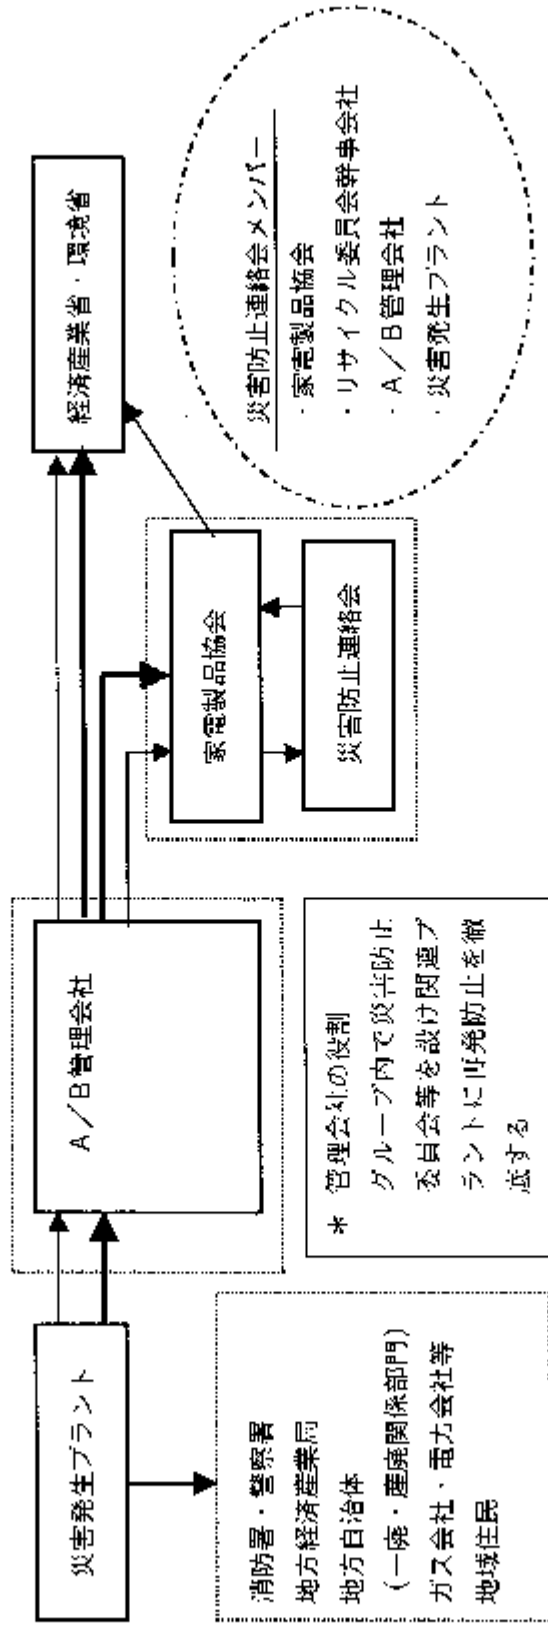 災害発生プラント
消防署・警察署
地方経済産業局
地方自治体
(一廃・産廃関係部門)
ガス会社・電力会社等
地域住民
A/B管理会社
* 管理会社の役割
グループ内で災害防止
委員会等を設け関連プ
ラントに再発防止を徹
底する
家電製品協会
災害防止連絡会
経済産業省・環境省
災害防止連絡会メンバー
・家電製品協会
・リサイクル委員会幹事会社
・A/B管理会社
・災害発生プラント